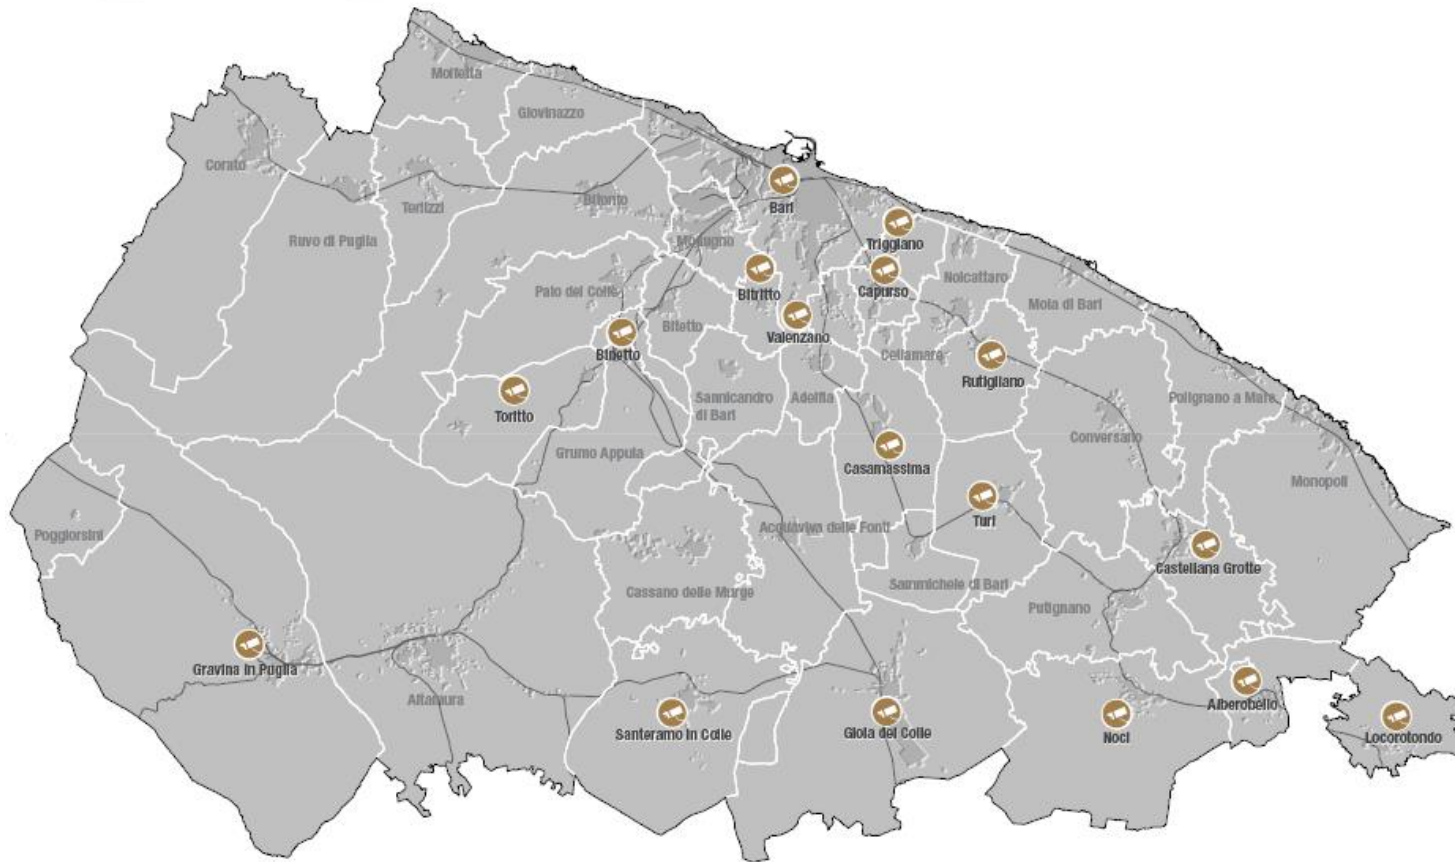 Molfetta
Giovinazzo
Corato
Terlizzi
Bitonto
Bari
Ruvo di Puglia
Modugno
Triggiano
Palo del Colle
Bitritto
Capurso
Noicattaro
Mola di Bari
Bitetto
Valenzano
Binetto
Cellamare
Rutigliano
Toritto
Sannicandro
di Bari
Adelfia
Polignano a Mare
Grumo Appula
Casamassima
Conversano
Monopoli
Poggiorsini
Acquaviva delle Fonti
Turi
Castellana Grotte
Cassano delle Murge
Sammichele di Bari
Putignano
Gravina in Puglia
Altamura
Santeramo in Colle
Gioia del Colle
Noci
Alberobello
Locorotondo